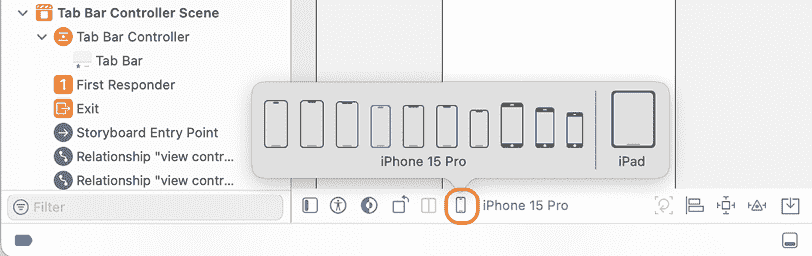 Tab Bar Controller Scene
Tab Bar Controller
Tab Bar
1 First Responder
Exit
Storyboard Entry Point
Relationship "view contr...
Relationship "view contr...
iPhone 15 Pro
iPad
Filter
iPhone 15 Pro